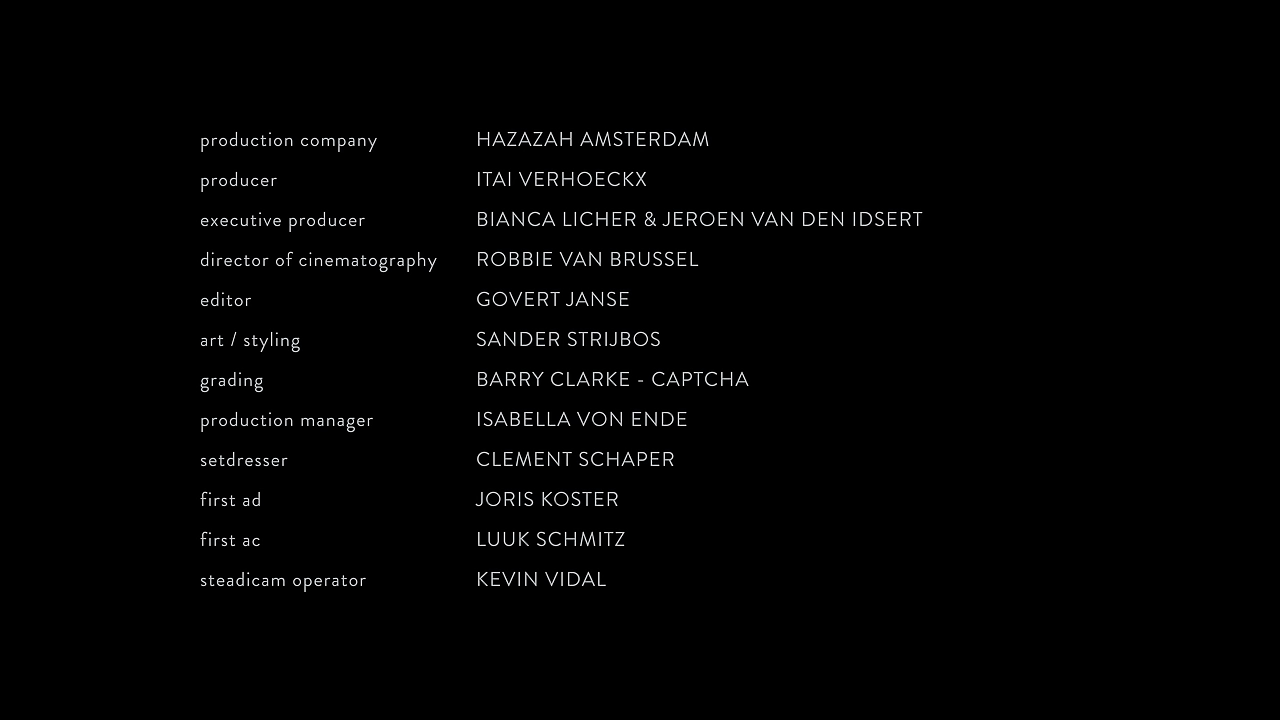 production company HAZAZAH AMSTERDAM
producer ITAI VERHOECKX
executive producer BIANCA LICHER & JEROEN VAN DEN IDSERT
director of cinematography ROBBIE VAN BRUSSEL
editor GOVERT JANSE
art / styling SANDER STRIJBOS
grading BARRY CLARKE - CAPTCHA
production manager ISABELLA VON ENDE
setdresser CLEMENT SCHAPER
first ad JORIS KOSTER
first ac LUUK SCHMITZ
steadicam operator KEVIN VIDAL